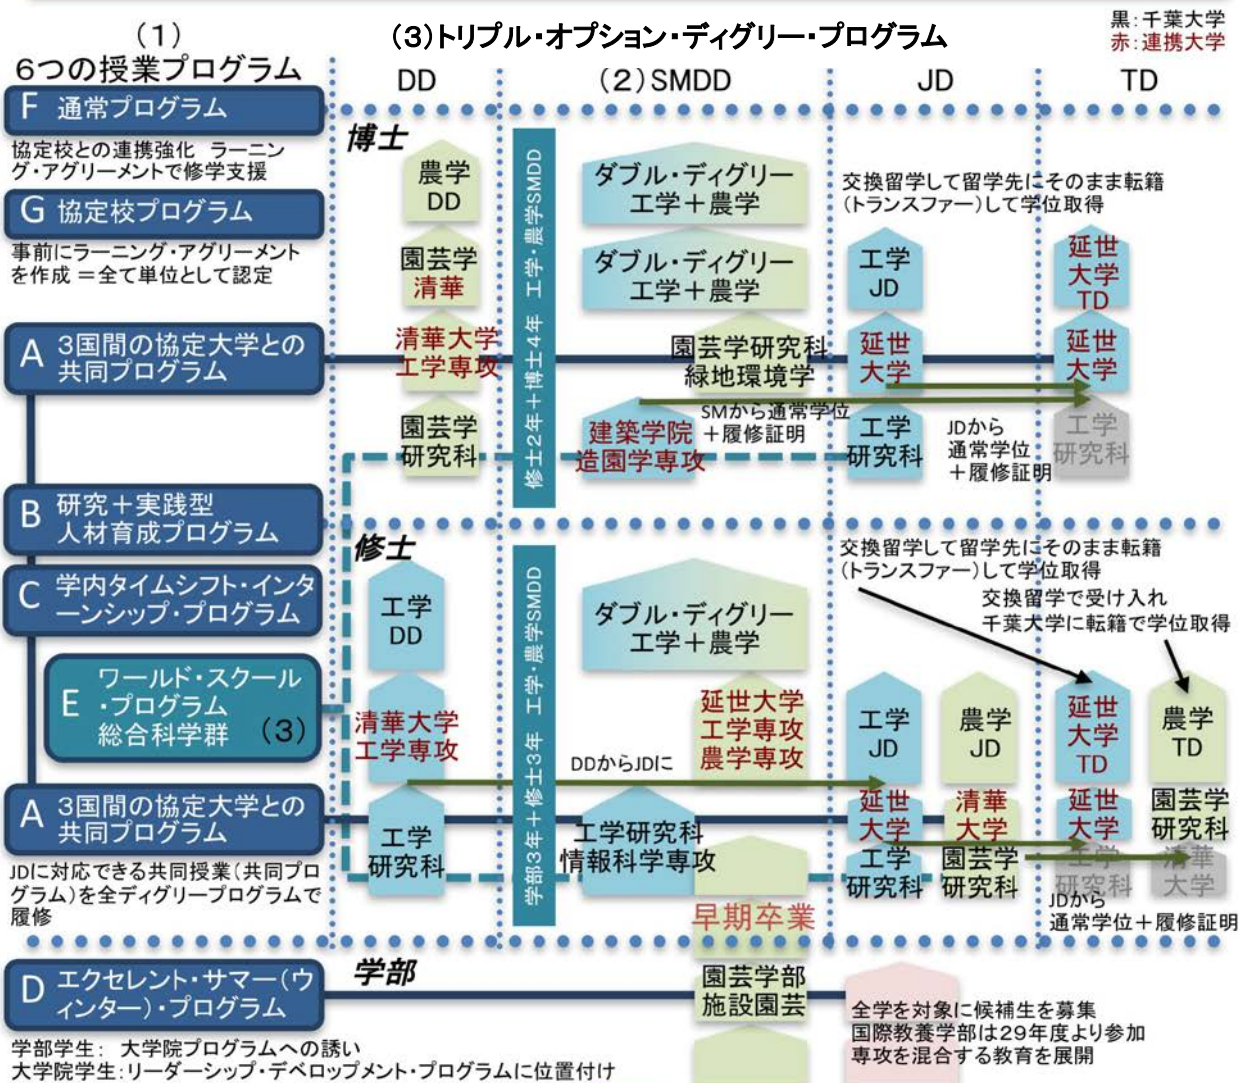 (3)トリプル・オプション・ディグリー・プログラム
黒:千葉大学
赤:連携大学
(1)
6つの授業プログラム
DD
(2)SMDD
JD
TD
F 通常プログラム
協定校との連携強化 ラーニン
グ・アグリーメントで修学支援
G 協定校プログラム
事前にラーニング・アグリーメント
を作成 =全て単位として認定
A 3国間の協定大学との
共同プログラム
B 研究+実践型
人材育成プログラム
C 学内タイムシフト・インタ
ーンシップ・プログラム
E ワールド・スクール
・プログラム
総合科学群 (3)
A 3国間の協定大学との
共同プログラム
JDに対応できる共同授業(共同プロ
グラム)を全ディグリープログラムで
履修
博士
農学
DD
園芸学
清華
清華大学
工学専攻
園芸学
研究科
修士2年+博士4年 工学・農学SMDD
ダブル・ディグリー
工学+農学
ダブル・ディグリー
工学+農学
園芸学研究科
緑地環境学
SMから通常学位
+履修証明
建築学院
造園学専攻
交換留学して留学先にそのまま転籍
(トランスファー)して学位取得
工学
JD
延世
大学
工学
研究科
JDから
通常学位
+履修証明
延世
大学
TD
延世
大学
工学
研究科
修士
工学
DD
清華大学
工学専攻
工学
研究科
学部3年+修士3年 工学・農学SMDD
ダブル・ディグリー
工学+農学
延世大学
工学専攻
農学専攻
DDからJDに
工学研究科
情報科学専攻
早期卒業
交換留学して留学先にそのまま転籍
(トランスファー)して学位取得
交換留学で受け入れ
千葉大学に転籍で学位取得
工学
JD
延世
大学
工学
研究科
農学
JD
清華
大学
園芸学
研究科
延世
大学
TD
延世
大学
工学
研究科
農学
TD
園芸学
研究科
清華
大学
JDから
通常学位+履修証明
D エクセレント・サマー(ウ
ィンター)・プログラム
学部
園芸学部
施設園芸
全学を対象に候補生を募集
国際教養学部は29年度より参加
専攻を混合する教育を展開
学部学生: 大学院プログラムへの誘い
大学院学生:リーダーシップ・デベロップメント・プログラムに位置付け